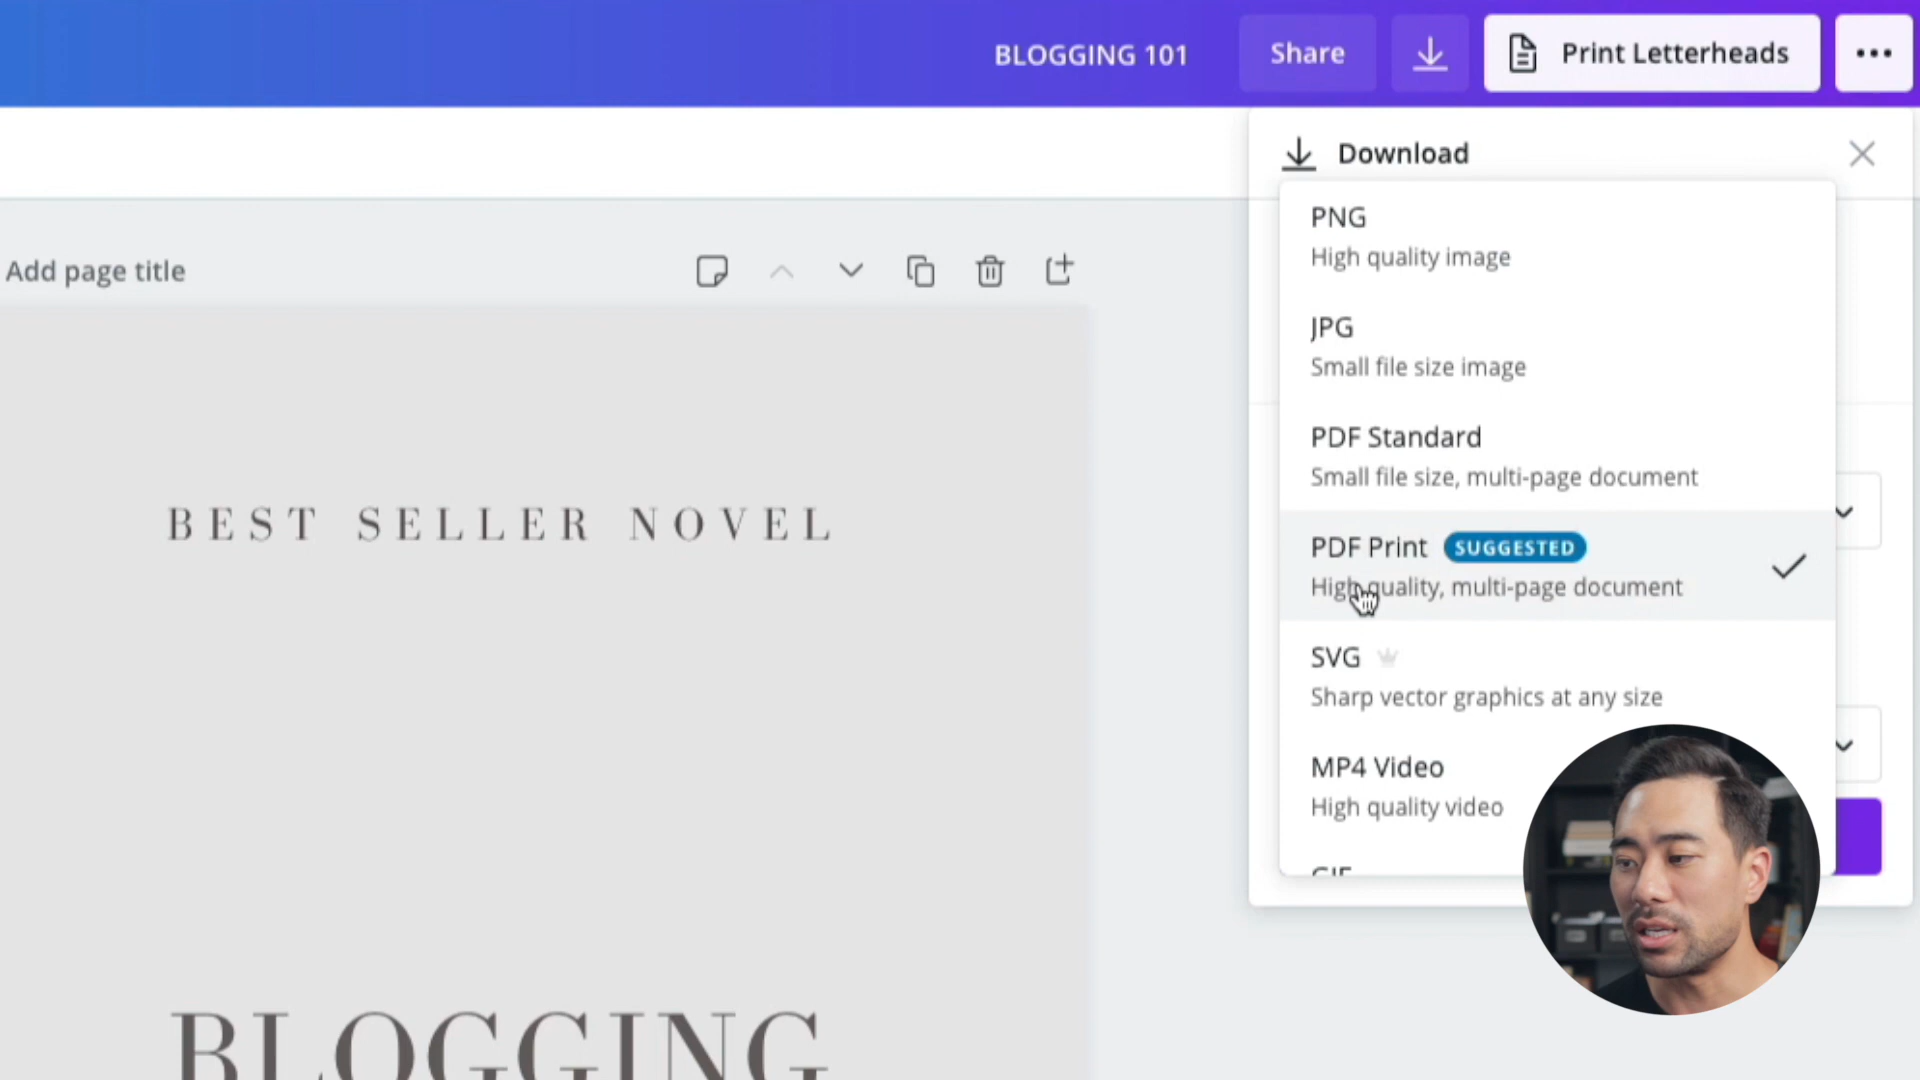 BLOGGING 101
Share
Print Letterheads
Download
Add page title
PNG
High quality image
JPG
Small file size image
PDF Standard
Small file size, multi-page document
PDF Print SUGGESTED
High quality, multi-page document
SVG
Sharp vector graphics at any size
MP4 Video
High quality video
GIF
BEST SELLER NOVEL
BLOGGING